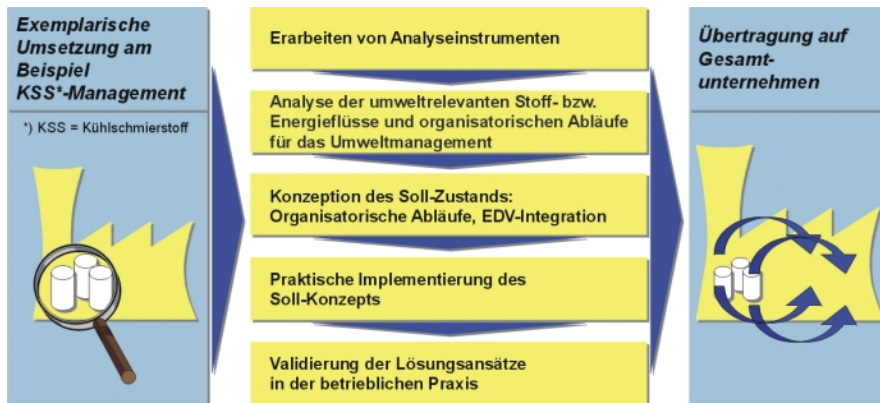 Exemplarische
Umsetzung am
Beispiel
KSS*-Management
*) KSS = Kühlschmierstoff
Erarbeiten von Analyseinstrumenten
Analyse der umweltrelevanten Stoff- bzw.
Energieflüsse und organisatorischen Abläufe
für das Umweltmanagement
Konzeption des Soll-Zustands:
Organisatorische Abläufe, EDV-Integration
Praktische Implementierung des
Soll-Konzepts
Validierung der Lösungsansätze
in der betrieblichen Praxis
Übertragung auf
Gesamt-
unternehmen